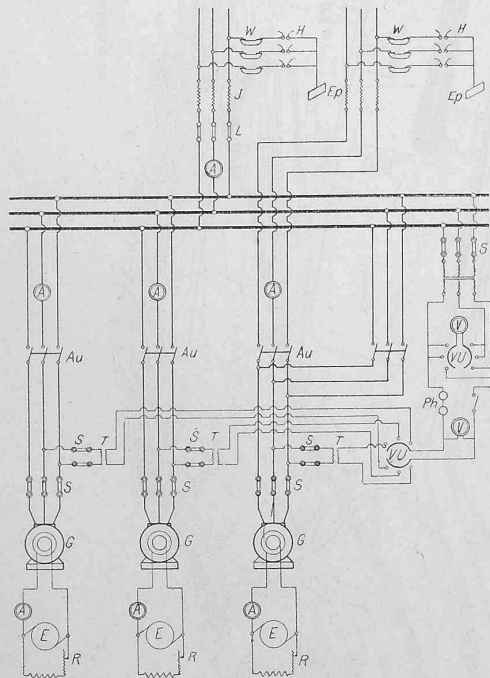 W H W H
J Ep Ep
L
A
S
A A A V
VU
Au Au Au
Ph
V
S T S T S T VU
S S S
G G G
A A A
E E E
R R R